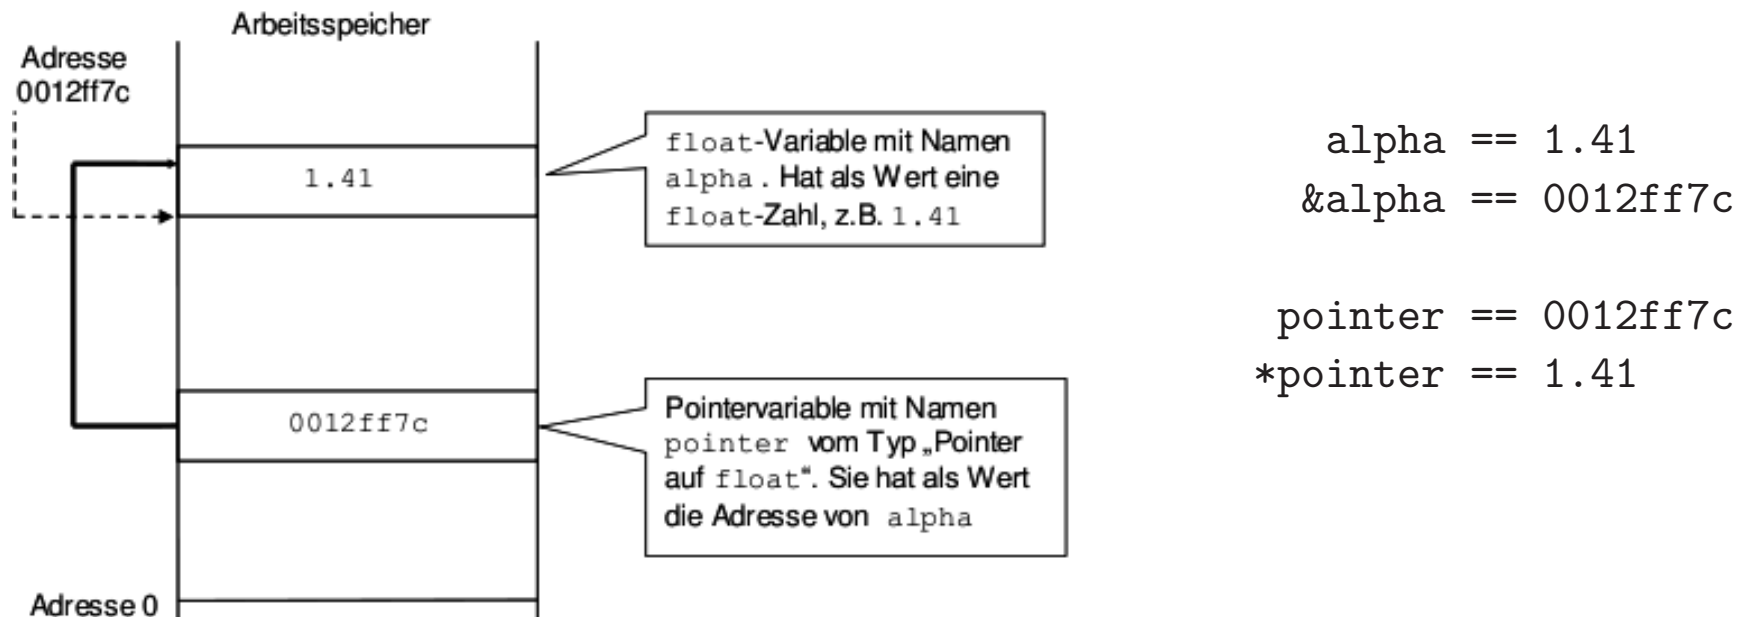 Arbeitsspeicher
Adresse
0012ff7c
1.41
float-Variable mit Namen
alpha. Hat als Wert eine
float-Zahl, z.B. 1.41
0012ff7c
Pointervariable mit Namen
pointer vom Typ „Pointer
auf float“. Sie hat als Wert
die Adresse von alpha
Adresse 0
alpha == 1.41
&alpha == 0012ff7c
pointer == 0012ff7c
*pointer == 1.41